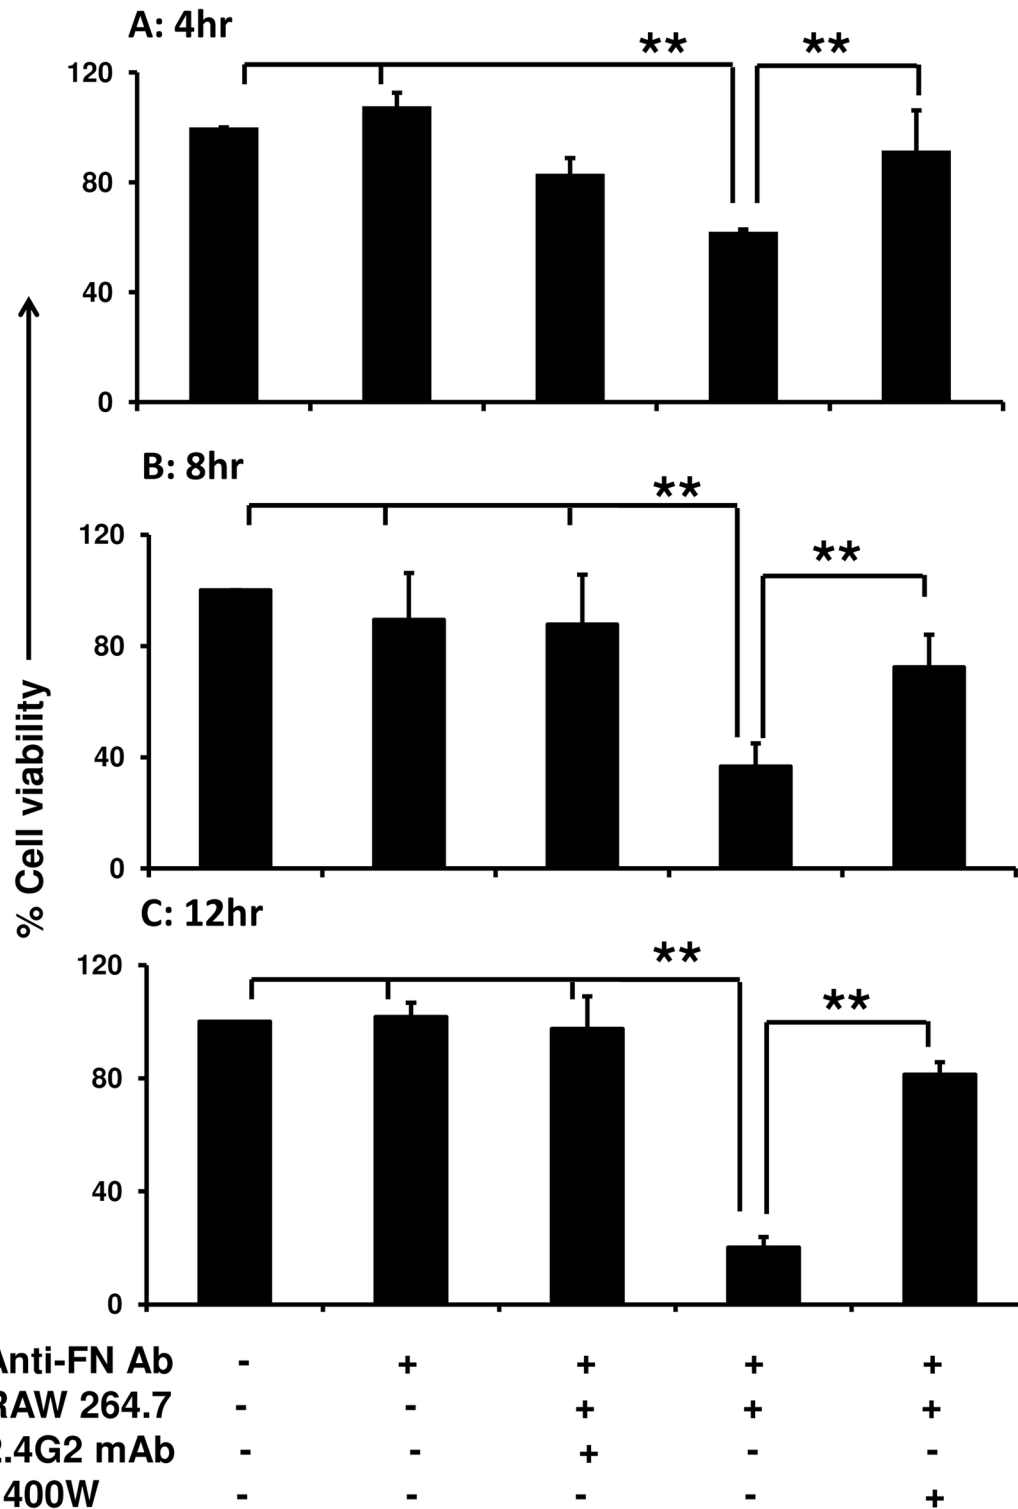 A: 4hr
** **
120
80
40
0
B: 8hr
**
**
120
80
40
0
% Cell viability
C: 12hr
**
**
120
80
40
0
Anti-FN Ab - + + + +
RAW 264.7 - - + + +
2.4G2 mAb - - + - -
400W - - - - +